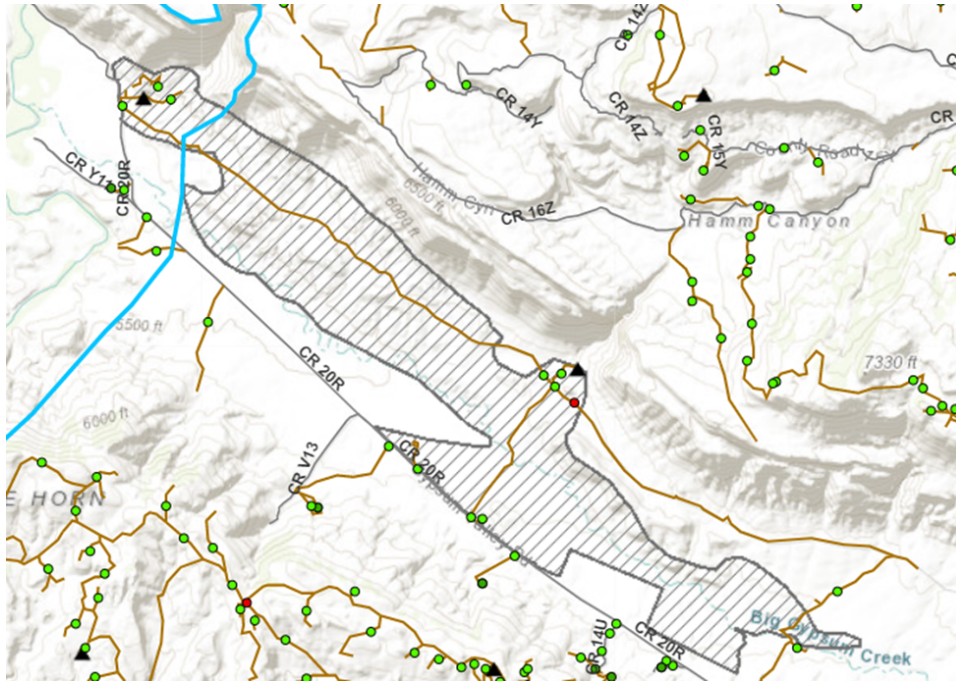 CR 14Z
CR 14Y
CR 14Z
CR 15Y
CR
CR Y11
CR 20R
Hamm Cyn
6500 ft
6000 ft
CR 16Z
Hamm Canyon
5500 ft
CR 20R
7330 ft
6000 ft
CR V13
CR 20R
E HORN
Big Gypsum Creek
CR 14U
CR 20R